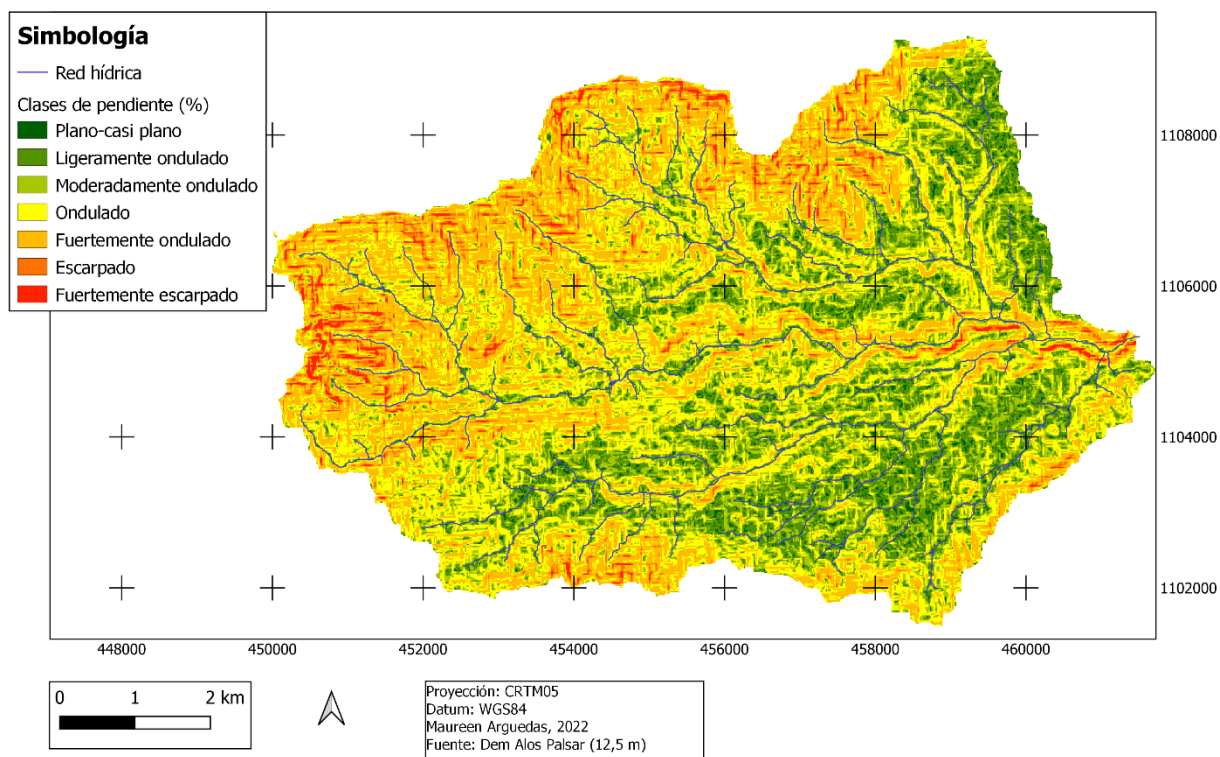 Simbología
Red hídrica
Clases de pendiente (%)
Plano-casi plano
Ligeramente ondulado
Moderadamente ondulado
Ondulado
Fuertemente ondulado
Escarpado
Fuertemente escarpado
1108000
1106000
1104000
1102000
448000 450000 452000 454000 456000 458000 460000
0 1 2 km
Proyección: CRTM05
Datum: WGS84
Maureen Arguedas, 2022
Fuente: Dem Alos Palsar (12,5 m)